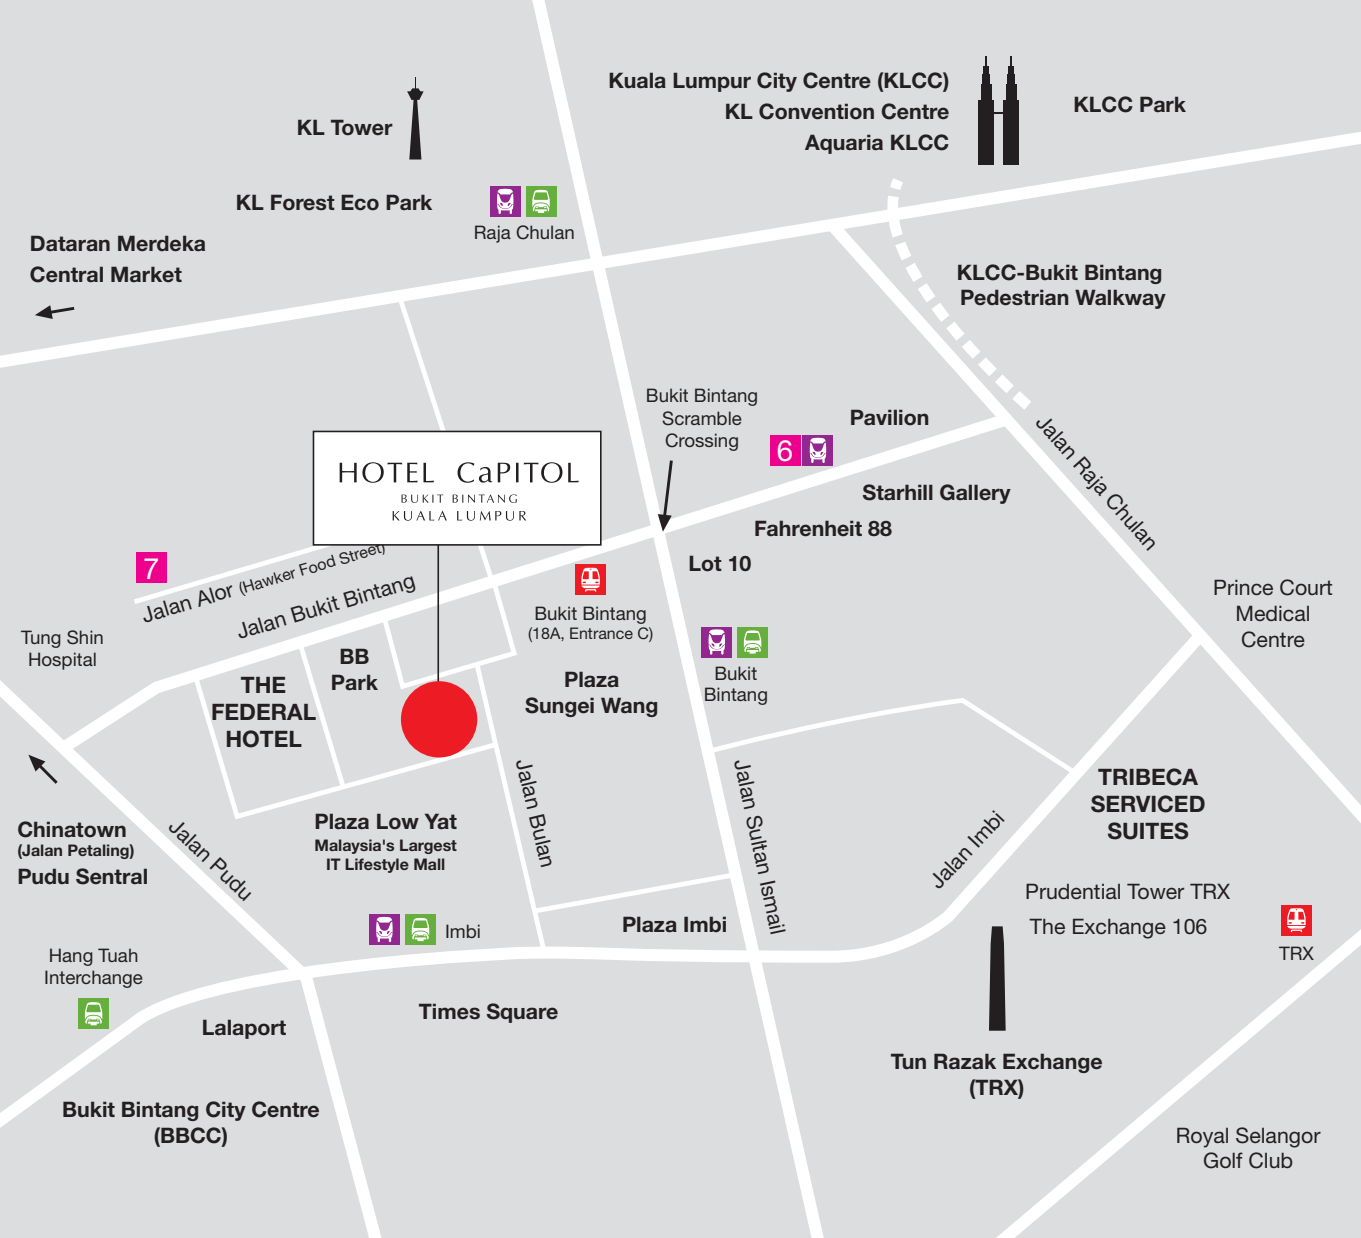 Kuala Lumpur City Centre (KLCC)
KL Convention Centre
Aquaria KLCC
KLCC Park
KL Tower
KL Forest Eco Park
Raja Chulan
Dataran Merdeka
Central Market
KLCC-Bukit Bintang
Pedestrian Walkway
Bukit Bintang
Scramble
Crossing
Pavilion
6
Jalan Raja Chulan
HOTEL CaPITOL
BUKIT BINTANG
KUALA LUMPUR
Starhill Gallery
Fahrenheit 88
Lot 10
7
Jalan Alor (Hawker Food Street)
Jalan Bukit Bintang
Bukit Bintang
(18A, Entrance C)
Prince Court
Medical
Centre
Tung Shin
Hospital
BB
Park
THE
FEDERAL
HOTEL
Plaza
Sungei Wang
Bukit
Bintang
Jalan Bulan
Jalan Sultan Ismail
Jalan Imbi
TRIBECA
SERVICED
SUITES
Chinatown
(Jalan Petaling)
Pudu Sentral
Jalan Pudu
Plaza Low Yat
Malaysia's Largest
IT Lifestyle Mall
Prudential Tower TRX
The Exchange 106
TRX
Imbi
Plaza Imbi
Hang Tuah
Interchange
Lalaport
Times Square
Tun Razak Exchange
(TRX)
Bukit Bintang City Centre
(BBCC)
Royal Selangor
Golf Club